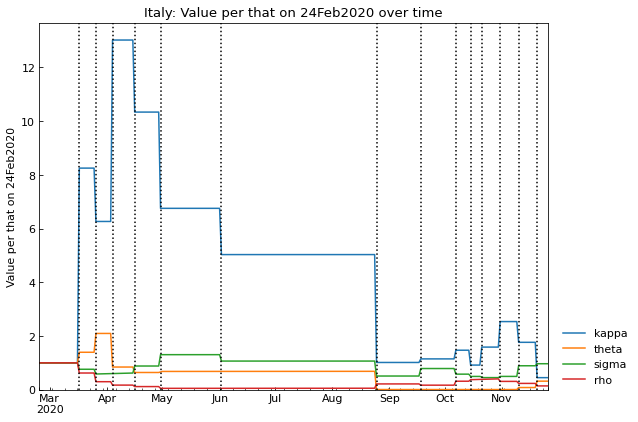 Italy: Value per that on 24Feb2020 over time
Value per that on 24Feb2020
12
10
8
6
4
2
0
Mar Apr May Jun Jul Aug Sep Oct Nov
2020
kappa
theta
sigma
rho